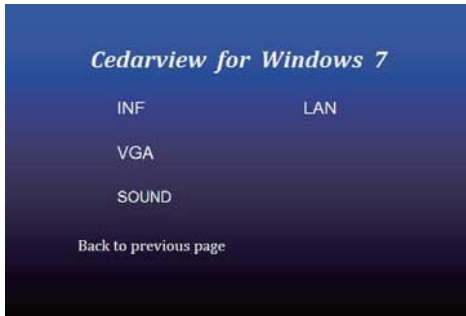 Cedarview for Windows 7
INF LAN
VGA
SOUND
Back to previous page